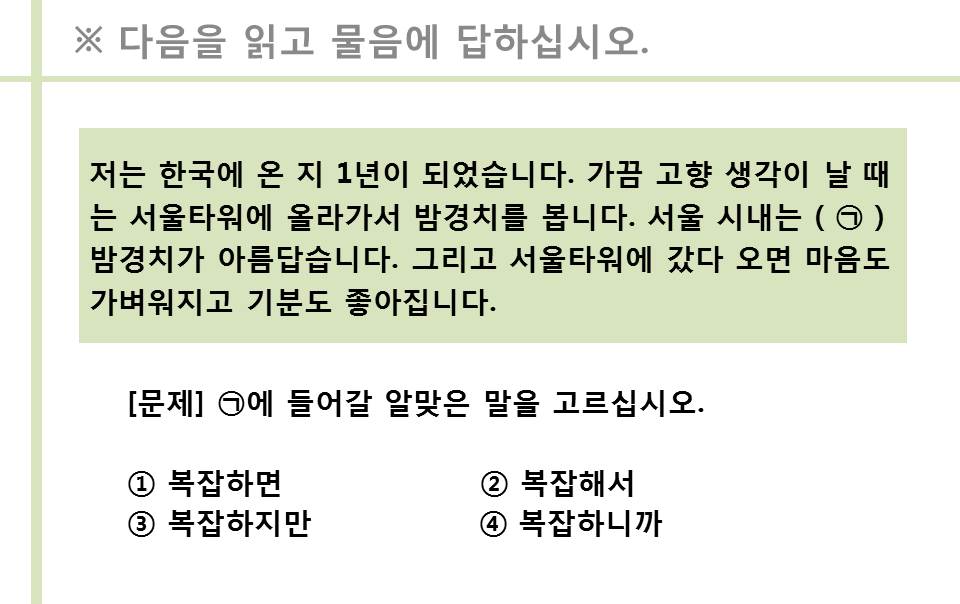 ※ 다음을 읽고 물음에 답하십시오.
저는 한국에 온 지 1년이 되었습니다. 가끔 고향 생각이 날 때
는 서울타워에 올라가서 밤경치를 봅니다. 서울 시내는 ( ㉠ )
밤경치가 아름답습니다. 그리고 서울타워에 갔다 오면 마음도
가벼워지고 기분도 좋아집니다.
[문제] ㉠에 들어갈 알맞은 말을 고르십시오.
① 복잡하면 ② 복잡해서
③ 복잡하지만 ④ 복잡하니까